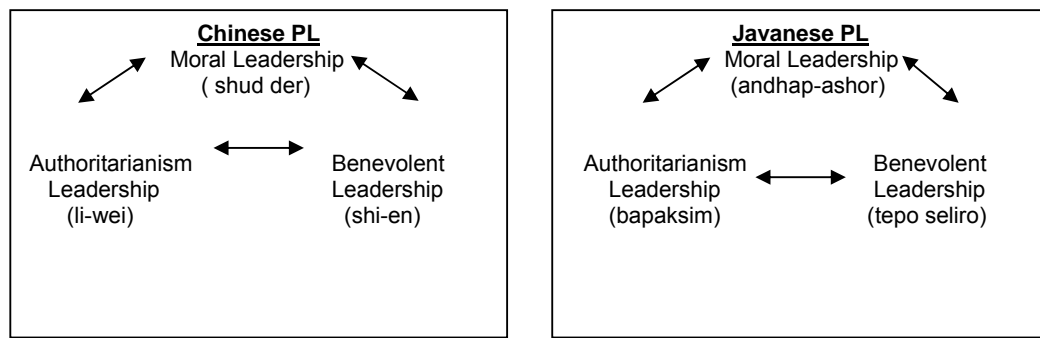 Chinese PL
Moral Leadership
( shud der)
Authoritarianism
Leadership
(li-wei)
Benevolent
Leadership
(shi-en)
Javanese PL
Moral Leadership
(andhap-ashor)
Authoritarianism
Leadership
(bapaksim)
Benevolent
Leadership
(tepo seliro)